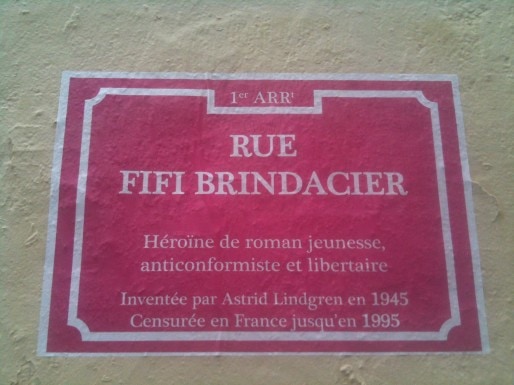 1er ARRt
RUE
FIFI BRINDACIER
Héroïne de roman jeunesse,
anticonformiste et libertaire
Inventée par Astrid Lindgren en 1945
Censurée en France jusqu'en 1995